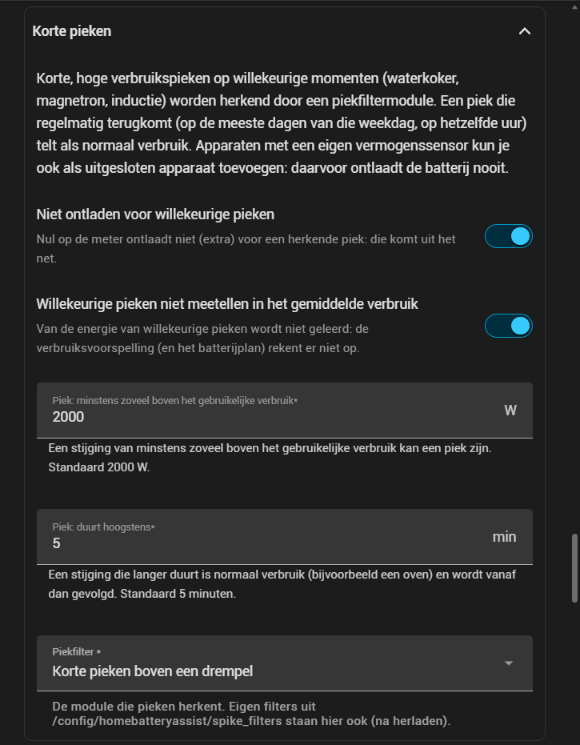 Korte pieken
Korte, hoge verbruikspieken op willekeurige momenten (waterkoker,
magnetron, inductie) worden herkend door een piekfiltermodule. Een piek die
regelmatig terugkomt (op de meeste dagen van die weekdag, op hetzelfde uur)
telt als normaal verbruik. Apparaten met een eigen vermogenssensor kun je
ook als uitgesloten apparaat toevoegen: daarvoor ontlaadt de batterij nooit.
Niet ontladen voor willekeurige pieken
Nul op de meter ontlaadt niet (extra) voor een herkende piek: die komt uit het
net.
Willekeurige pieken niet meetellen in het gemiddelde verbruik
Van de energie van willekeurige pieken wordt niet geleerd: de
verbruiksvoorspelling (en het batterijplan) rekent er niet op.
Piek: minstens zoveel boven het gebruikelijke verbruik*
2000
W
Een stijging van minstens zoveel boven het gebruikelijke verbruik kan een piek zijn.
Standaard 2000 W.
Piek: duurt hoogstens*
5
min
Een stijging die langer duurt is normaal verbruik (bijvoorbeeld een oven) en wordt vanaf
dan gevolgd. Standaard 5 minuten.
Piekfilter *
Korte pieken boven een drempel
De module die pieken herkent. Eigen filters uit
/config/homebatteryassist/spike_filters staan hier ook (na herladen).